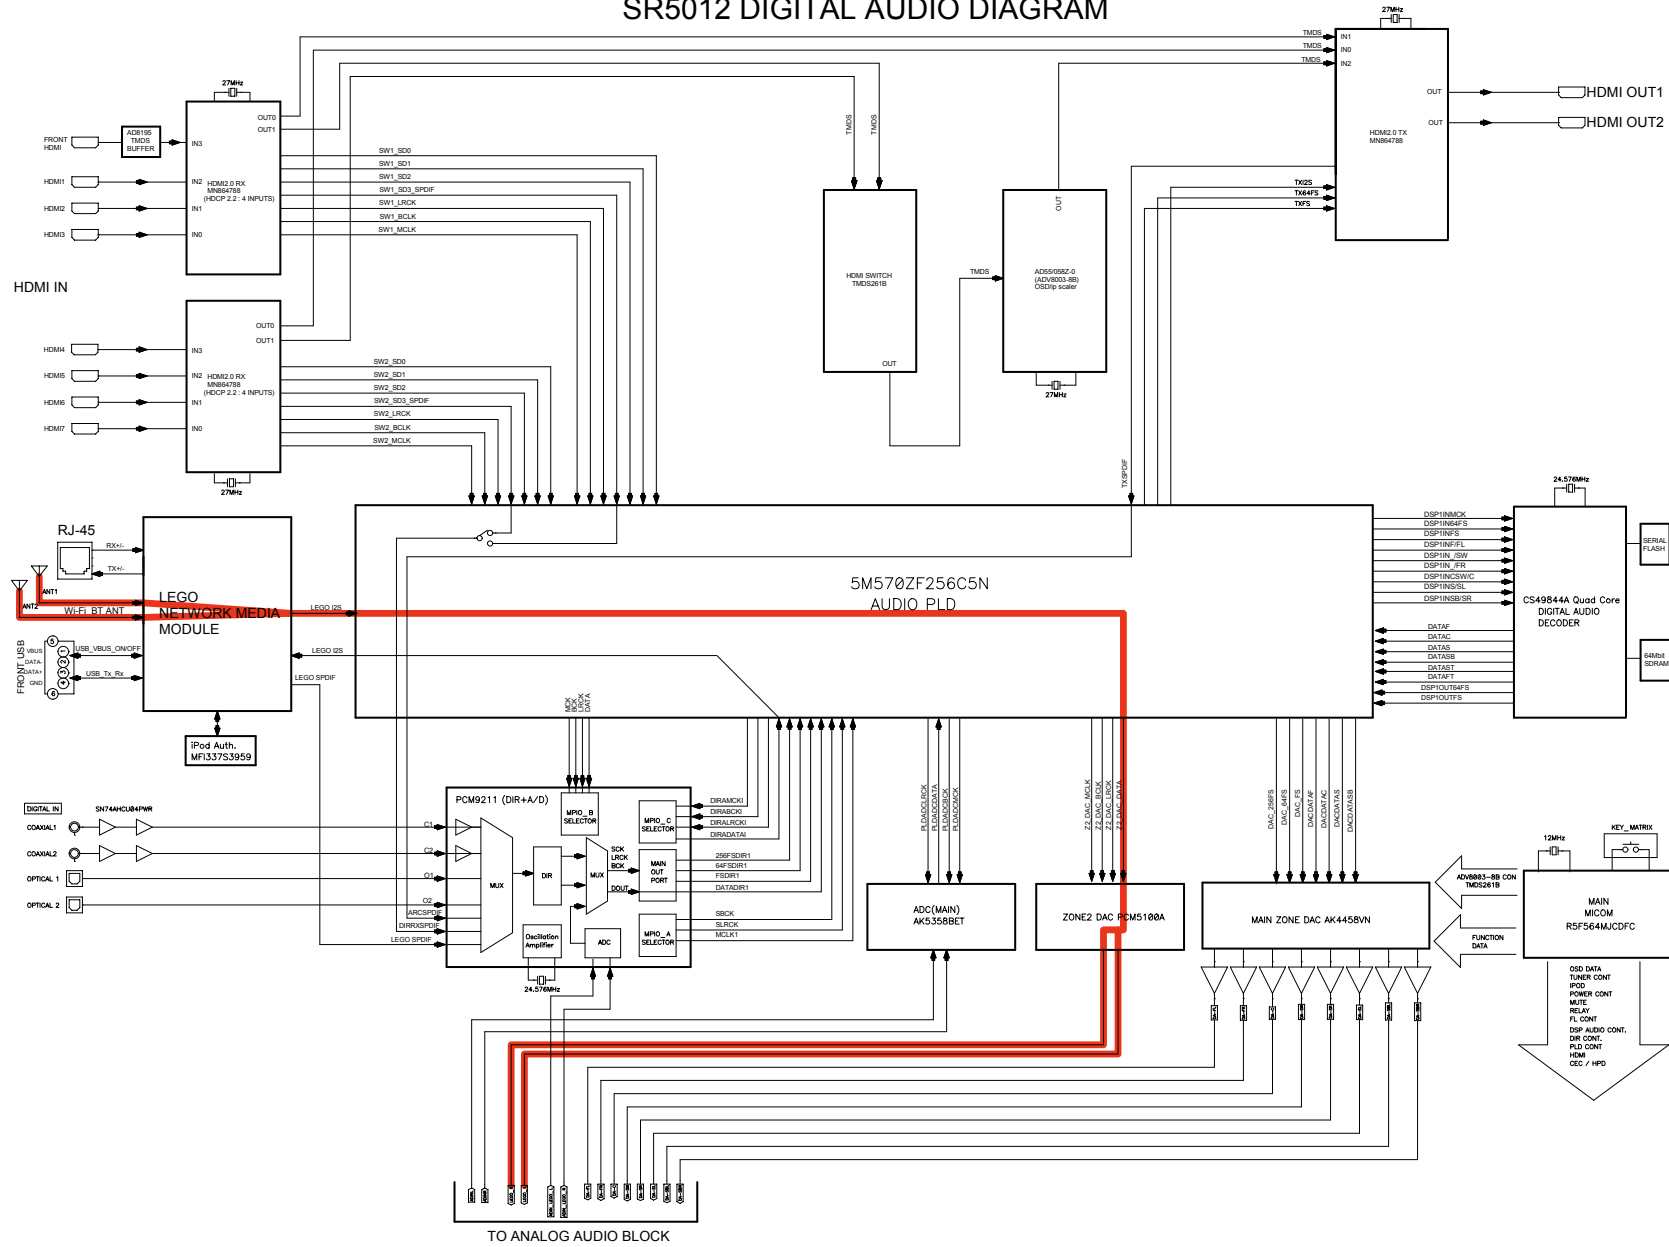 SR5012 DIGITAL AUDIO DIAGRAM
27MHz
27MHz
TMDS
TMDS
TMDS
IN1
IN0
IN2
OUT
OUT
HDMI2.0 TX
MN864788
HDMI OUT1
HDMI OUT2
TXI2S
TX64FS
TXFS
FRONT
HDMI
AD8195
TMDS
BUFFER
HDMI1
HDMI2
HDMI3
IN3
IN2
IN1
IN0
HDMI2.0 RX
MN864788
(HDCP 2.2 : 4 INPUTS)
OUT0
OUT1
SW1_SD0
SW1_SD1
SW1_SD2
SW1_SD3_SPDIF
SW1_LRCK
SW1_BCLK
SW1_MCLK
TMDS
TMDS
HDMI SWITCH
TMDS261B
OUT
TMDS
OUT
AD55/058Z-0
(ADV8003-8B)
OSD/ip scaler
27MHz
HDMI IN
HDMI4
HDMI5
HDMI6
HDMI7
IN3
IN2
IN1
IN0
HDMI2.0 RX
MN864788
(HDCP 2.2 : 4 INPUTS)
OUT0
OUT1
SW2_SD0
SW2_SD1
SW2_SD2
SW2_SD3_SPDIF
SW2_LRCK
SW2_BCLK
SW2_MCLK
27MHz
TXSPDIF
RJ-45
RX+/-
TX+/-
ANT1
ANT2
Wi-Fi BT ANT
LEGO
NETWORK MEDIA
MODULE
LEGO I2S
LEGO I2S
LEGO SPDIF
FRONT USB
VBUS
DATA-
DATA+
GND
5
1
2
3
4
6
USB_VBUS_ON/OFF
USB_Tx_Rx
iPod Auth.
MFI337S3959
5M570ZF256C5N
AUDIO PLD
24.576MHz
DSP1INMCK
DSP1IN64FS
DSP1INFS
DSP1INF/FL
DSP1IN_/SW
DSP1IN_/FR
DSP1INCSW/C
DSP1INS/SL
DSP1INSB/SR
DATAF
DATAC
DATAS
DATASB
DATAST
DATAFT
DSP1OUT64FS
DSP1OUTFS
CS49844A Quad Core
DIGITAL AUDIO
DECODER
SERIAL
FLASH
64Mbit
SDRAM
MCK
BCK
LRCK
DATA
DIGITAL IN
SN74AHCU04PWR
COAXIAL1
COAXIAL2
OPTICAL 1
OPTICAL 2
C1
C2
O1
O2
ARCSPDIF
DIRRXSPDIF
LEGO SPDIF
PCM9211 (DIR+A/D)
MUX
DIR
MPIO_B
SELECTOR
MUX
SCK
LRCK
BCK
DOUT
MPIO_C
SELECTOR
MAIN
OUT
PORT
MPIO_A
SELECTOR
Oscillation
Amplifier
ADC
24.576MHz
DIRAMCKI
DIRABCKI
DIRALRCKI
DIRADATAI
256FSDIR1
64FSDIR1
FSDIR1
DATADIR1
SBCK
SLRCK
MCLK1
PLDADCLRCK
PLDADCDATA
PLDADCBCK
PLDADCMCK
ADC(MAIN)
AK5358BET
Z2_DAC_MCLK
Z2_DAC_BCLK
Z2_DAC_LRCK
Z2_DAC_DATA
ZONE2 DAC PCM5100A
DAC_256FS
DAC_64FS
DAC_FS
DACDATAF
DACDATAC
DACDATAS
DACDATASB
MAIN ZONE DAC AK4458VN
ADV8003-8B CON
TMDS261B
FUNCTION
DATA
12MHz
KEY_MATRIX
MAIN
MICOM
R5F564MJCDFC
OSD DATA
TUNER CONT
IPOD
POWER CONT
MUTE
RELAY
FL CONT
DSP AUDIO CONT.
DIR CONT.
PLD CONT
HDMI
CEC / HPD
TO ANALOG AUDIO BLOCK